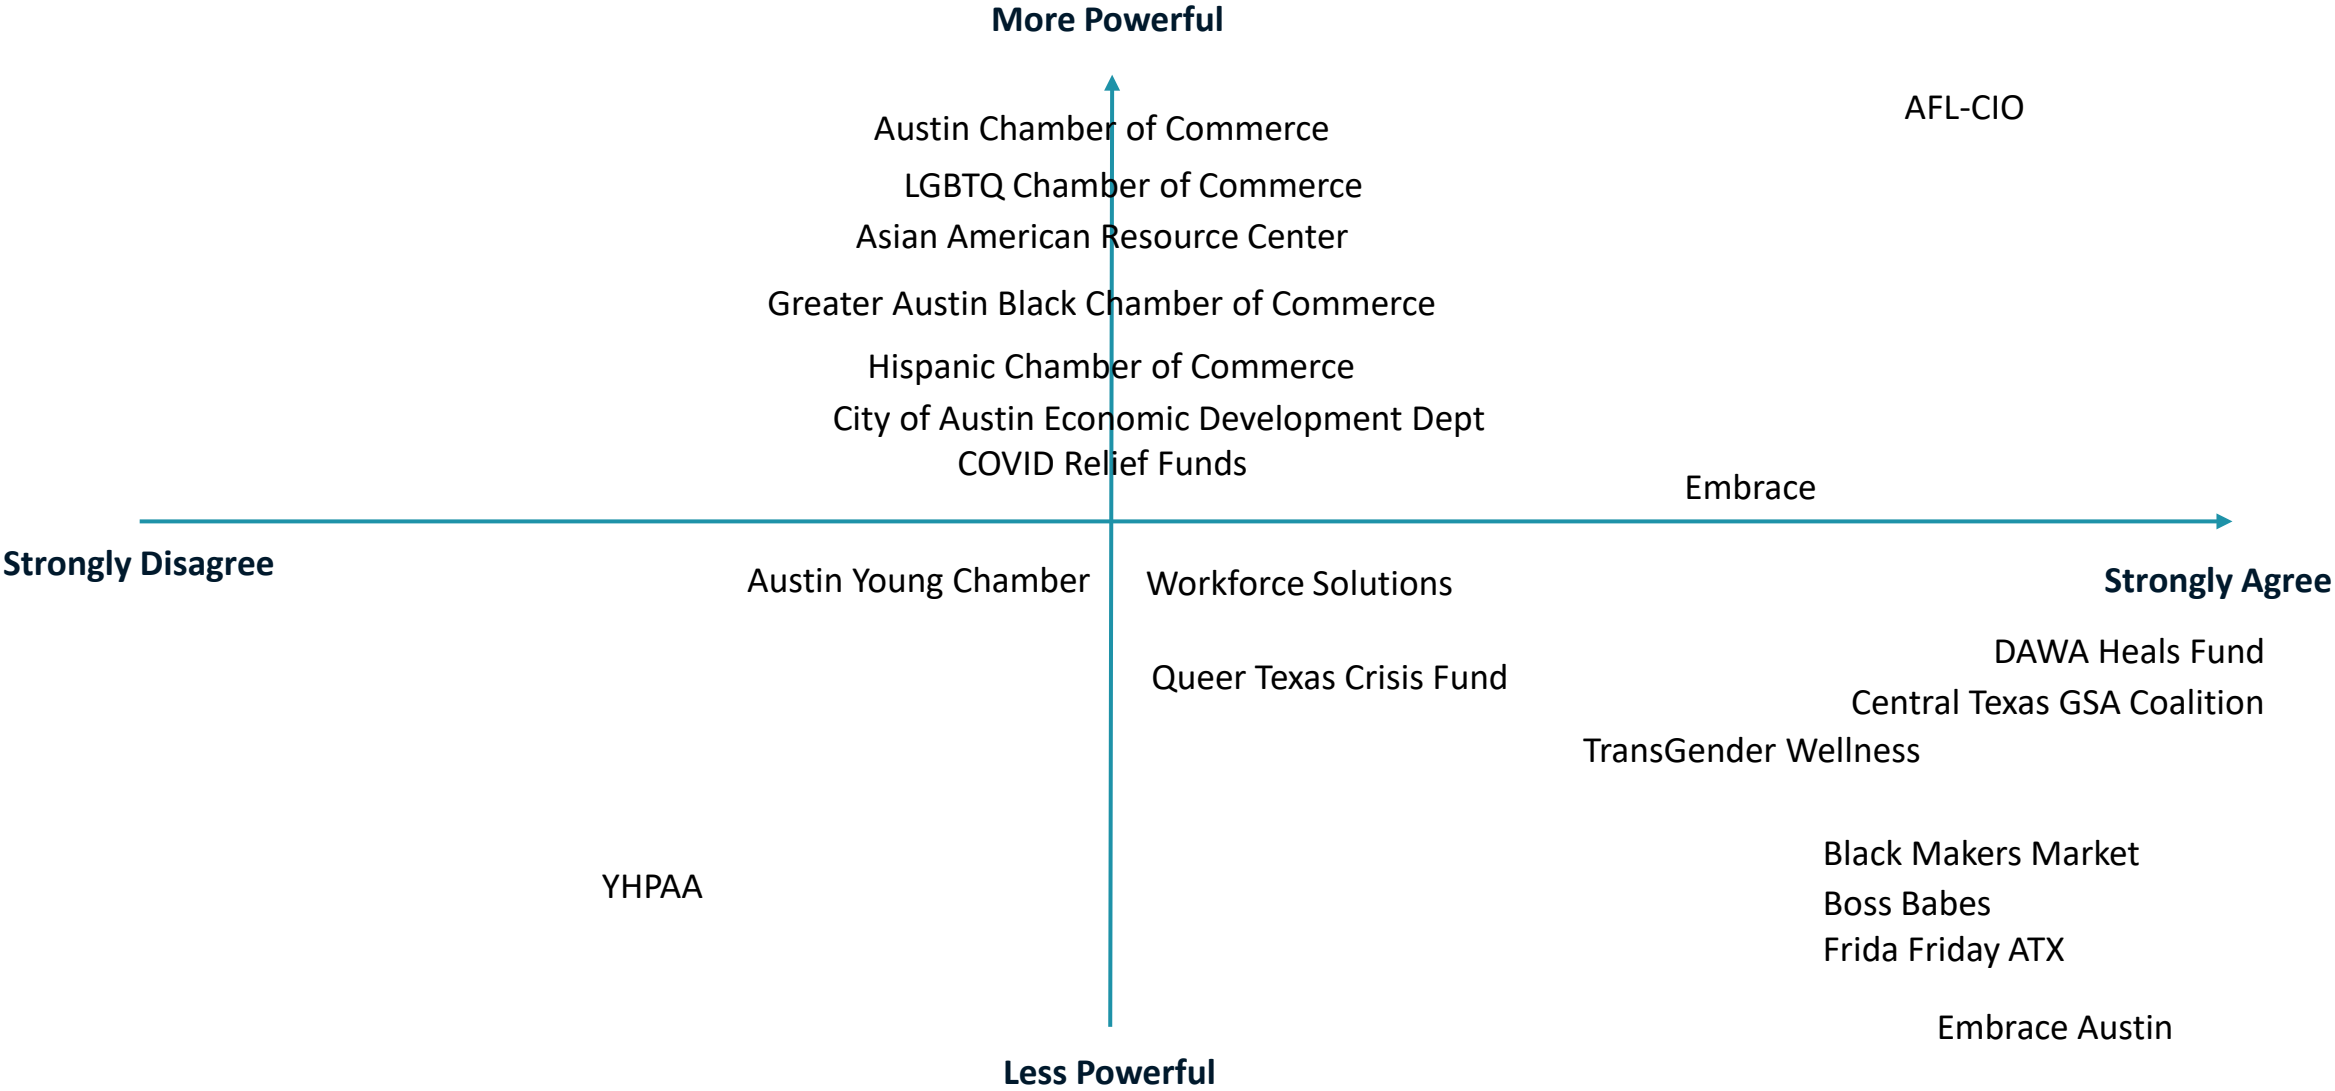 More Powerful
AFL-CIO
Austin Chamber of Commerce
LGBTQ Chamber of Commerce
Asian American Resource Center
Greater Austin Black Chamber of Commerce
Hispanic Chamber of Commerce
City of Austin Economic Development Dept
COVID Relief Funds
Embrace
Strongly Disagree
Austin Young Chamber
Workforce Solutions
Strongly Agree
DAWA Heals Fund
Queer Texas Crisis Fund
Central Texas GSA Coalition
TransGender Wellness
Black Makers Market
YHPAA
Boss Babes
Frida Friday ATX
Embrace Austin
Less Powerful